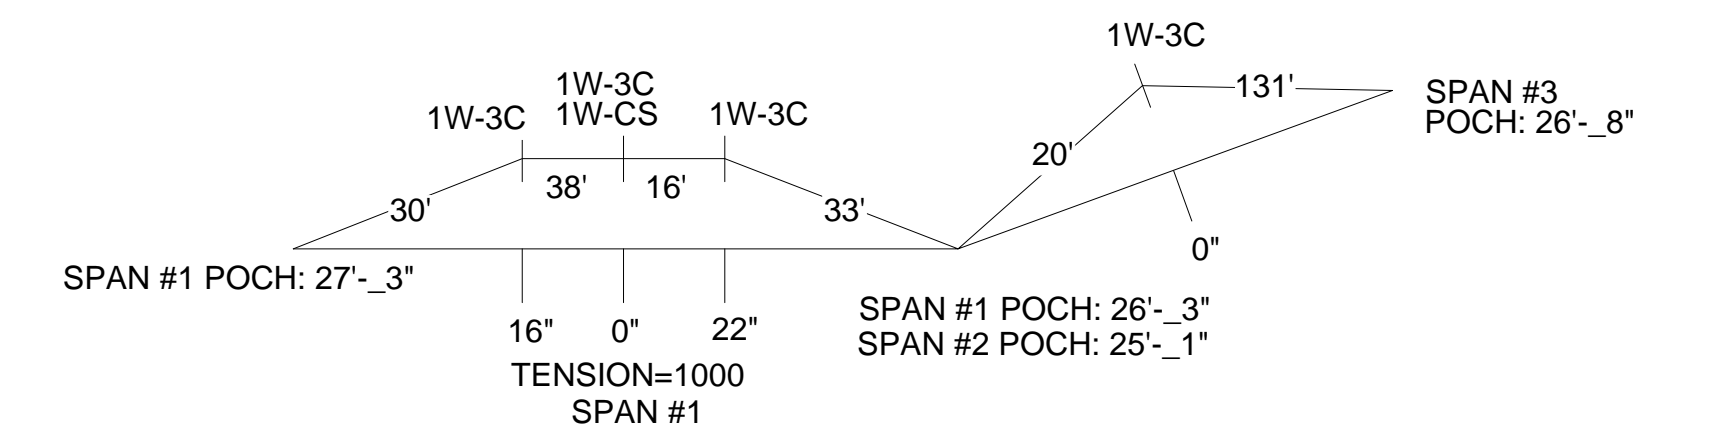 1W-3C
1W-3C
1W-CS
1W-3C
1W-3C
30'
38'
16'
33'
20'
131'
SPAN #3
POCH: 26'-_8"
0"
SPAN #1 POCH: 27'-_3"
16"
0"
22"
TENSION=1000
SPAN #1
SPAN #1 POCH: 26'-_3"
SPAN #2 POCH: 25'-_1"